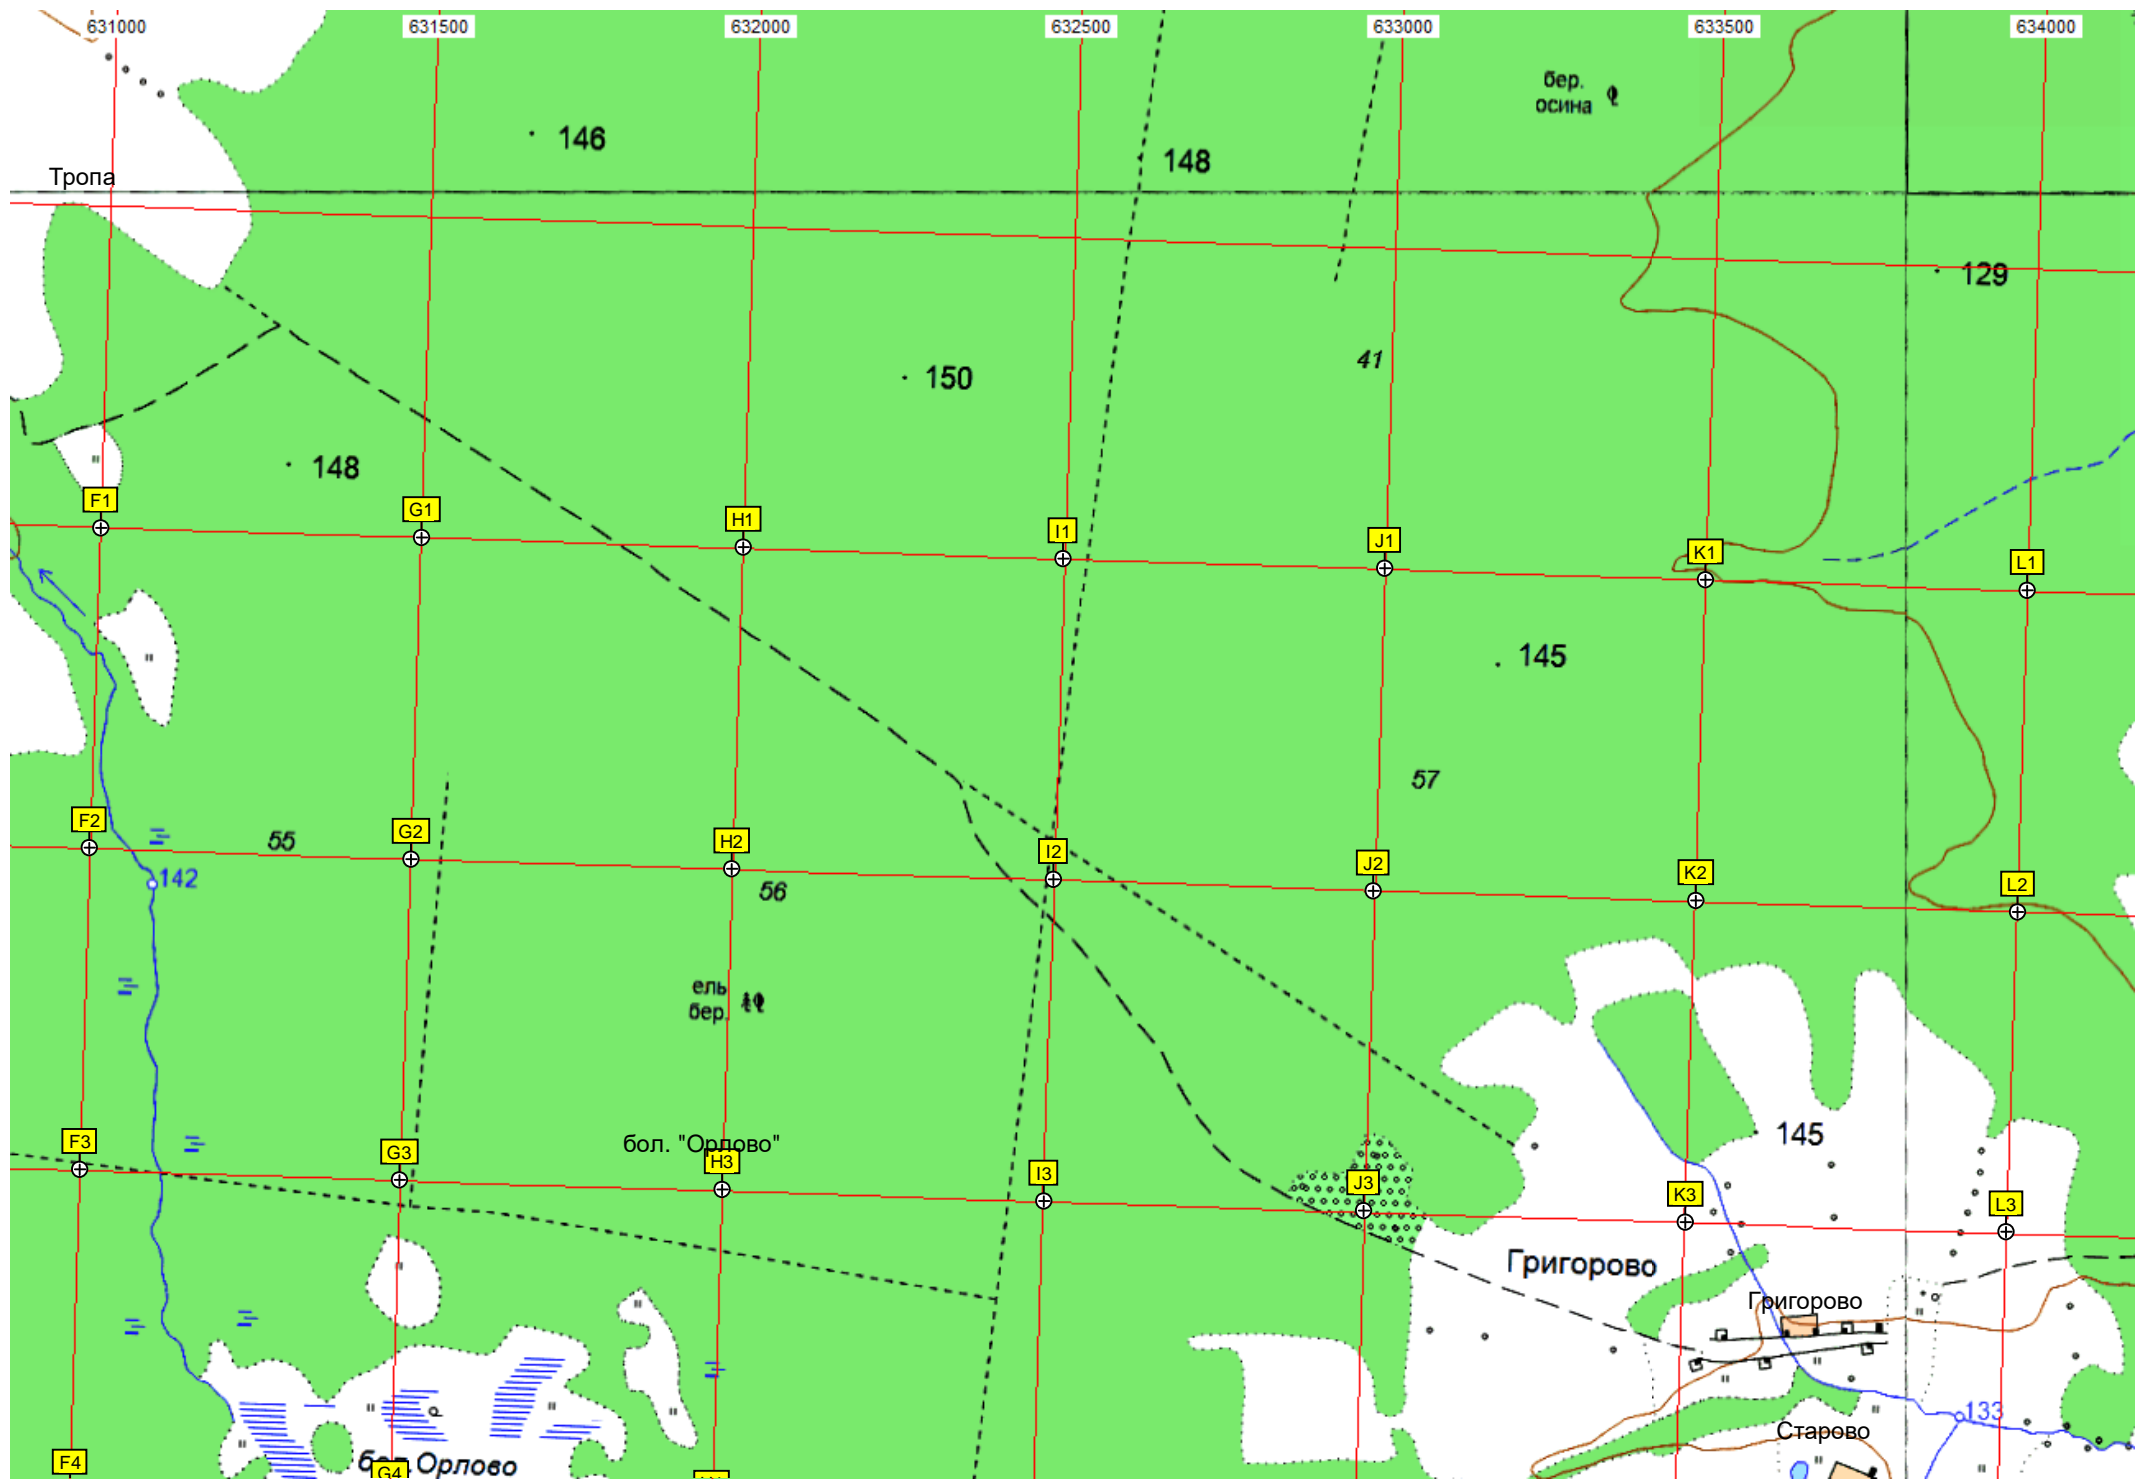 631000 631500 632000 632500 633000 633500 634000
бер.
осина
146
148
Тропа
129
150
41
148
F1 G1 H1 I1 J1 K1 L1
145
57
F2 G2 H2 I2 J2 K2 L2
55
142
56
ель
бер.
145
бол. "Орлово"
F3 G3 H3 I3 J3 K3 L3
Григорово
Григорово
133
Старово
F4 G4
Орлово